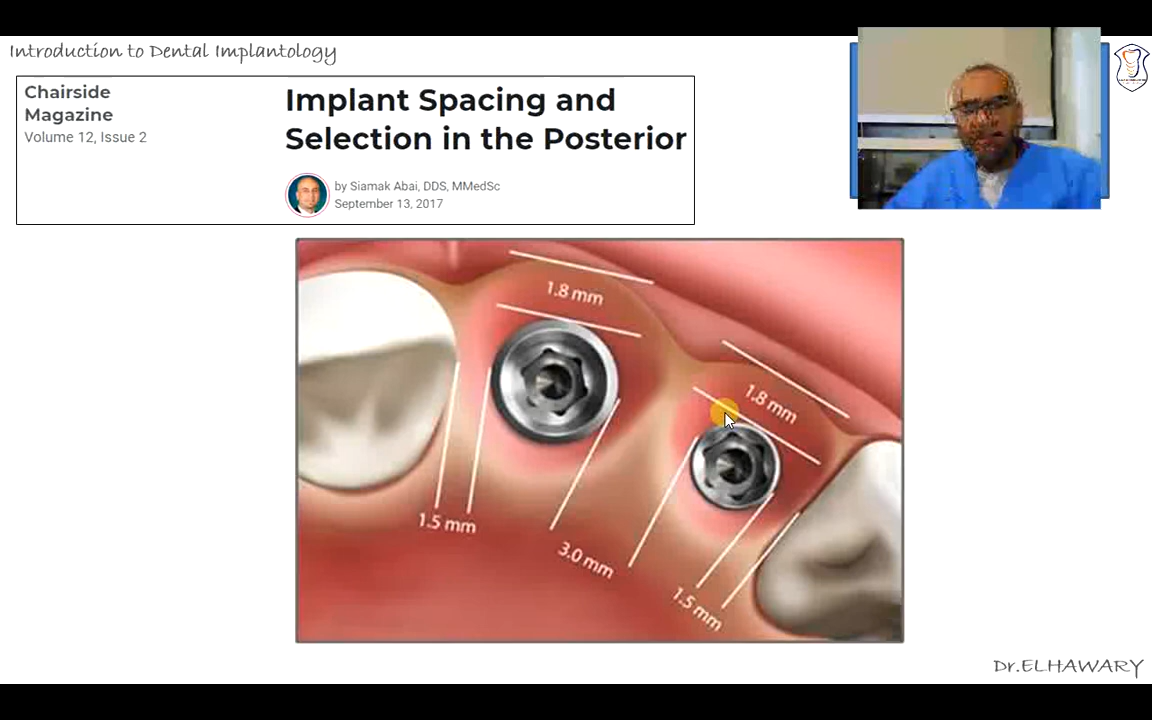 Introduction to Dental Implantology
Chairside
Magazine
Volume 12, Issue 2
Implant Spacing and
Selection in the Posterior
by Siamak Abai, DDS, MMedSc
September 13, 2017
1.8 mm
1.8 mm
1.5 mm
3.0 mm
1.5 mm
Dr.ELHAWARY